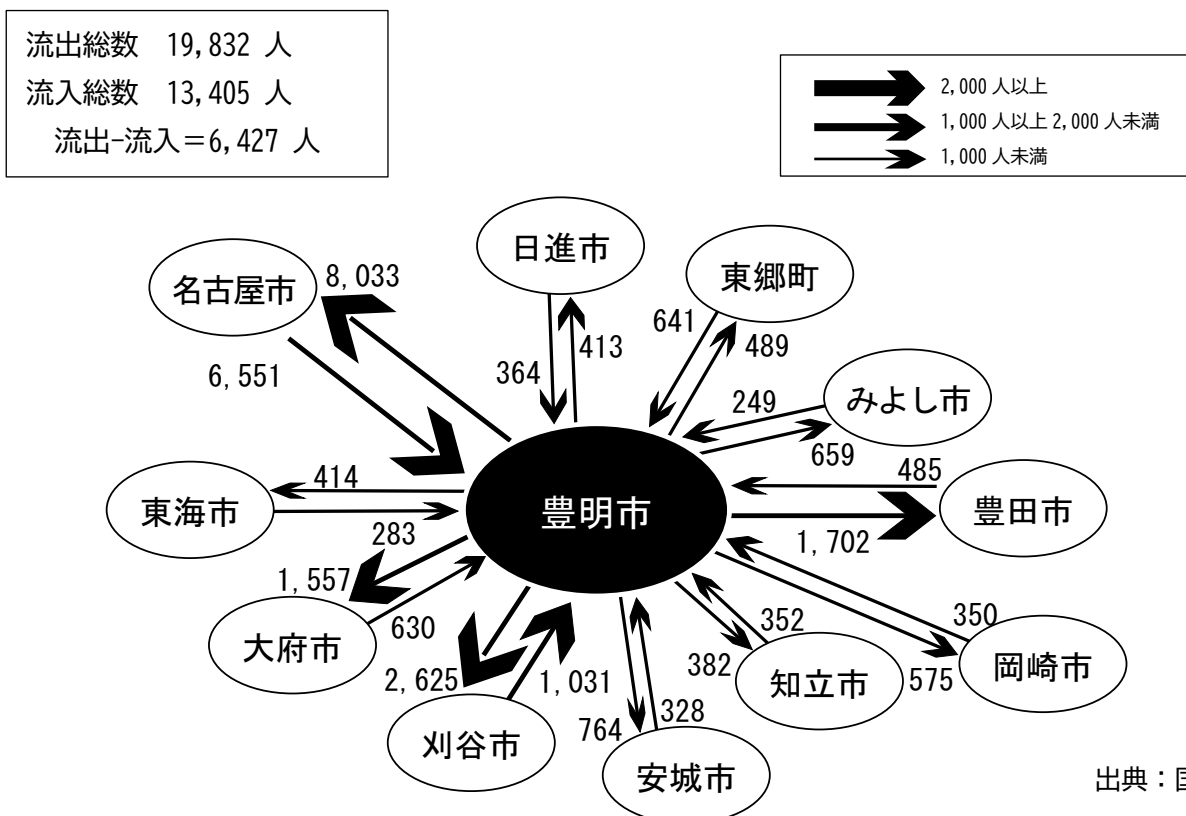 流出総数　19,832 人
流入総数　13,405 人
流出-流入＝6,427 人
2,000 人以上
1,000 人以上 2,000 人未満
1,000 人未満
日進市
東郷町
名古屋市
8,033
641
413
489
364
6,551
249
みよし市
659
485
414
東海市
豊明市
豊田市
283
1,702
1,557
630
352
350
大府市
382
岡崎市
2,625
1,031
知立市
575
764
328
刈谷市
安城市
出典：